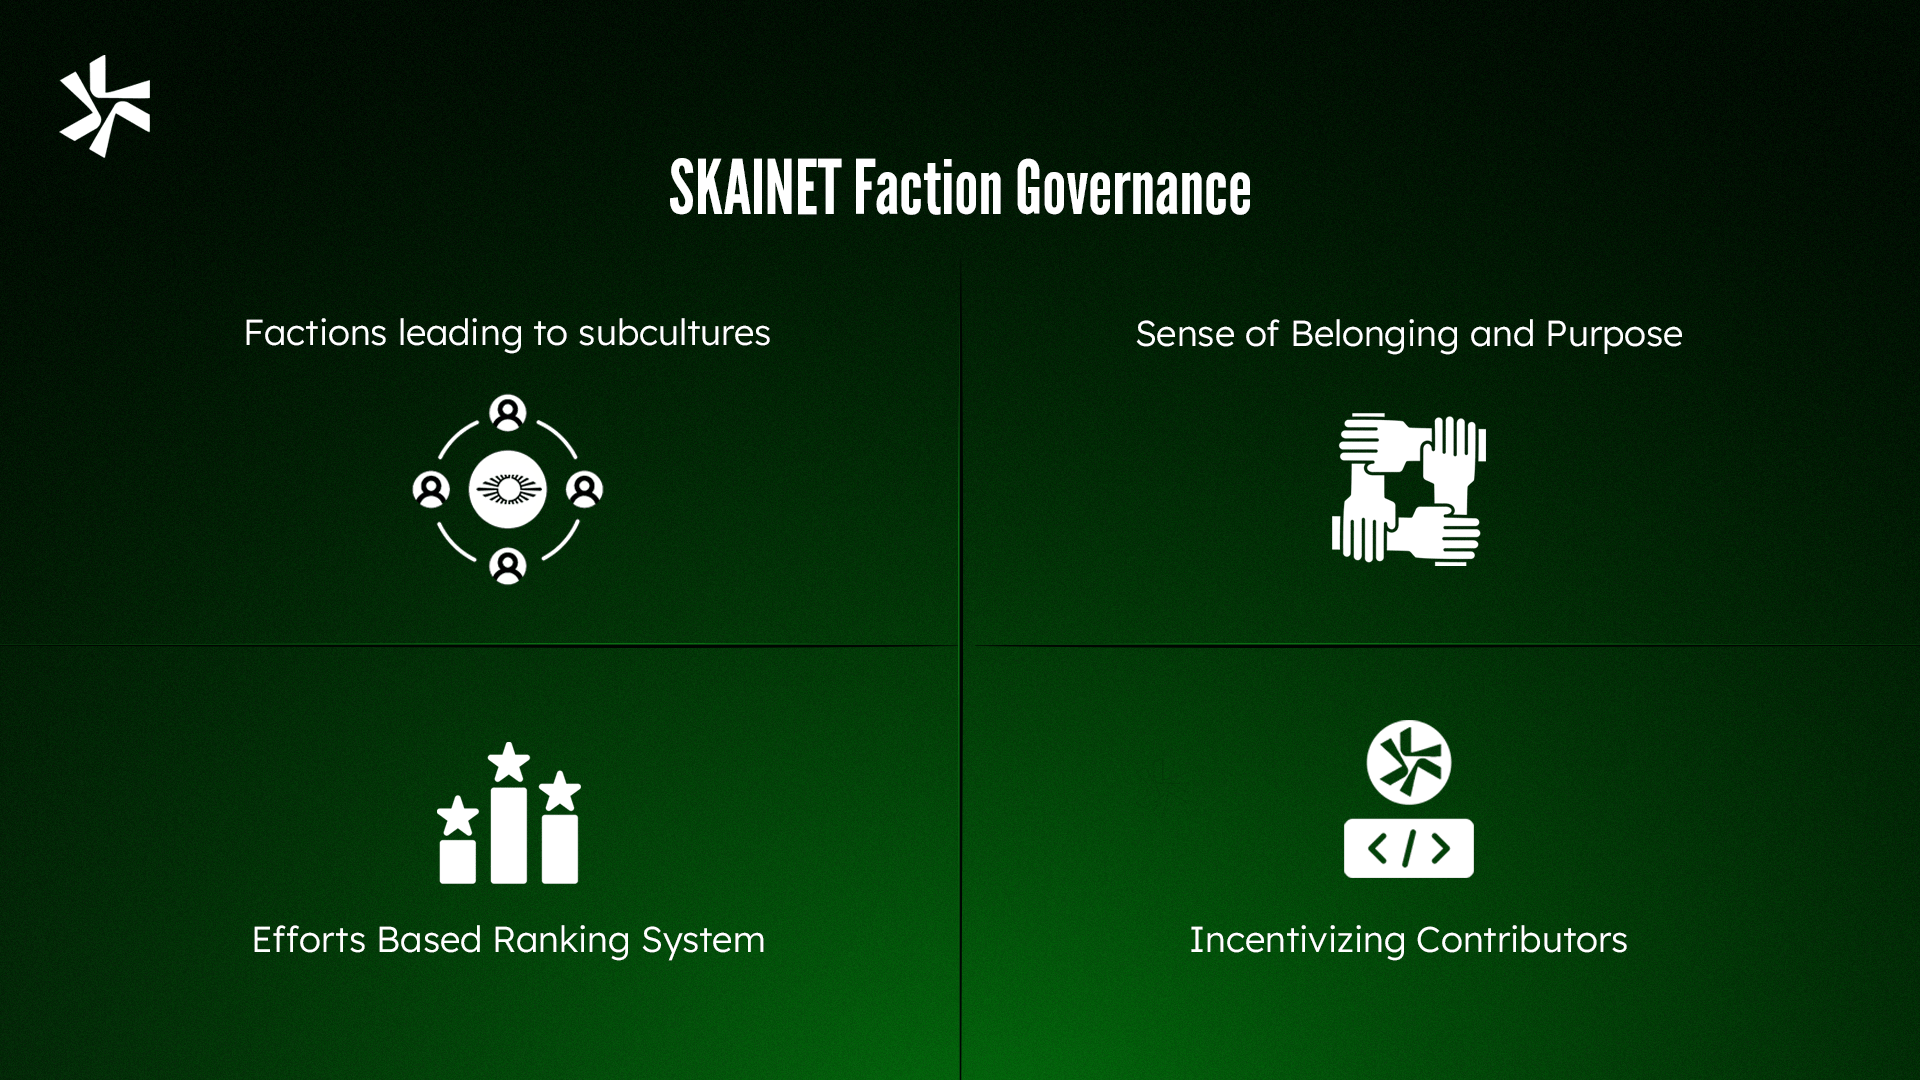 SKAINET Faction Governance
Factions leading to subcultures
Sense of Belonging and Purpose
</>
Efforts Based Ranking System
Incentivizing Contributors